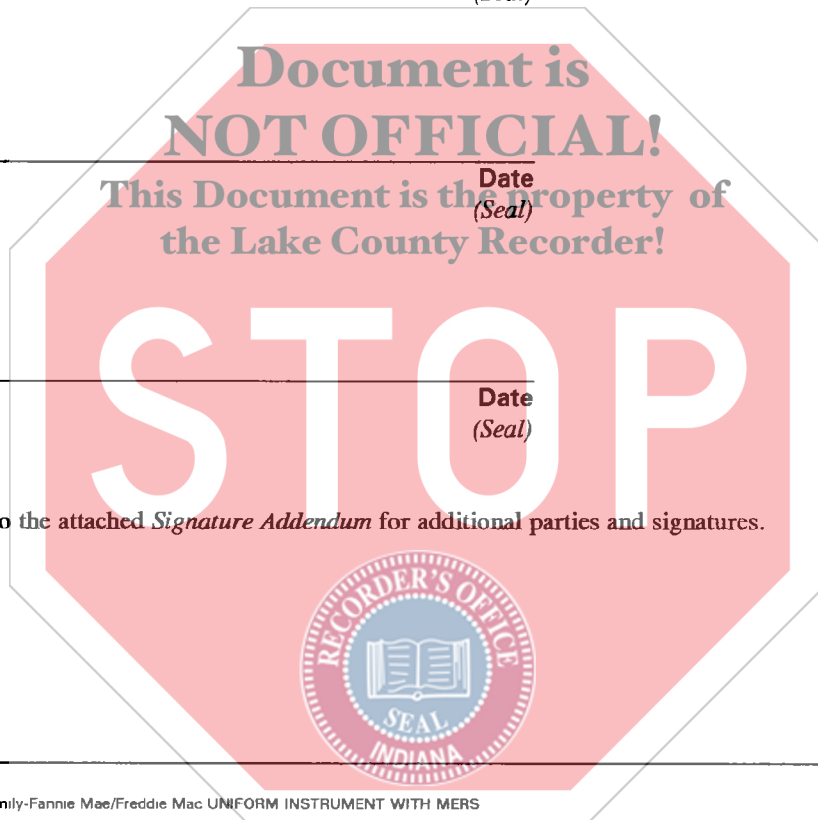 (Seal)
Document is
NOT OFFICIAL!
Date
This Document is the property of
(Seal)
the Lake County Recorder!
STOP
Date
(Seal)
o the attached Signature Addendum for additional parties and signatures.
RECORDER'S OFFICE
SEAL
INDIANA
mily-Fannie Mae/Freddie Mac UNIFORM INSTRUMENT WITH MERS